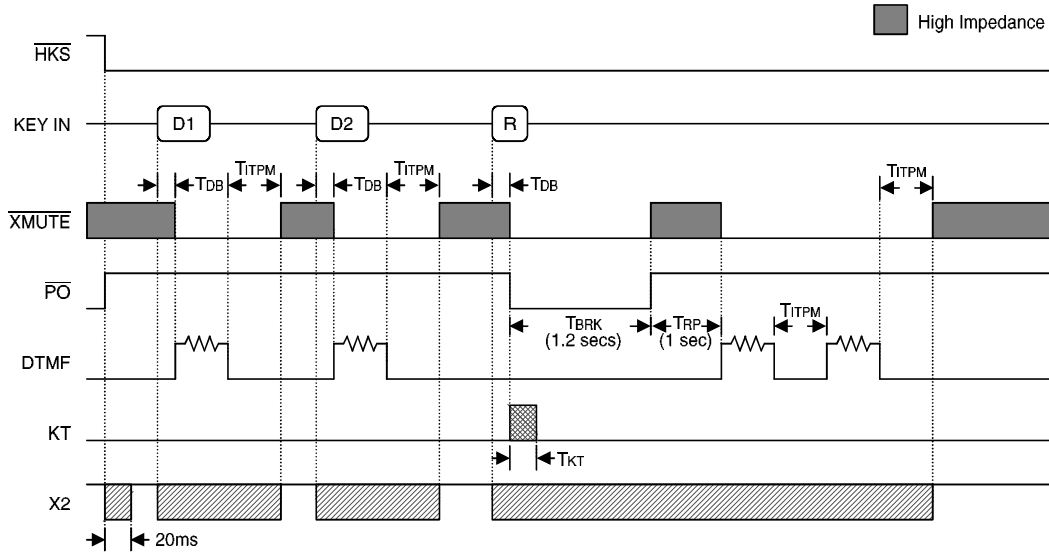 High Impedance
HKS
KEY IN
D1
D2
R
TDB
TITPM
TDB
TITPM
TDB
TITPM
XMUTE
PO
TBRK
(1.2 secs)
TRP
(1 sec)
TITPM
DTMF
KT
TKT
X2
20ms